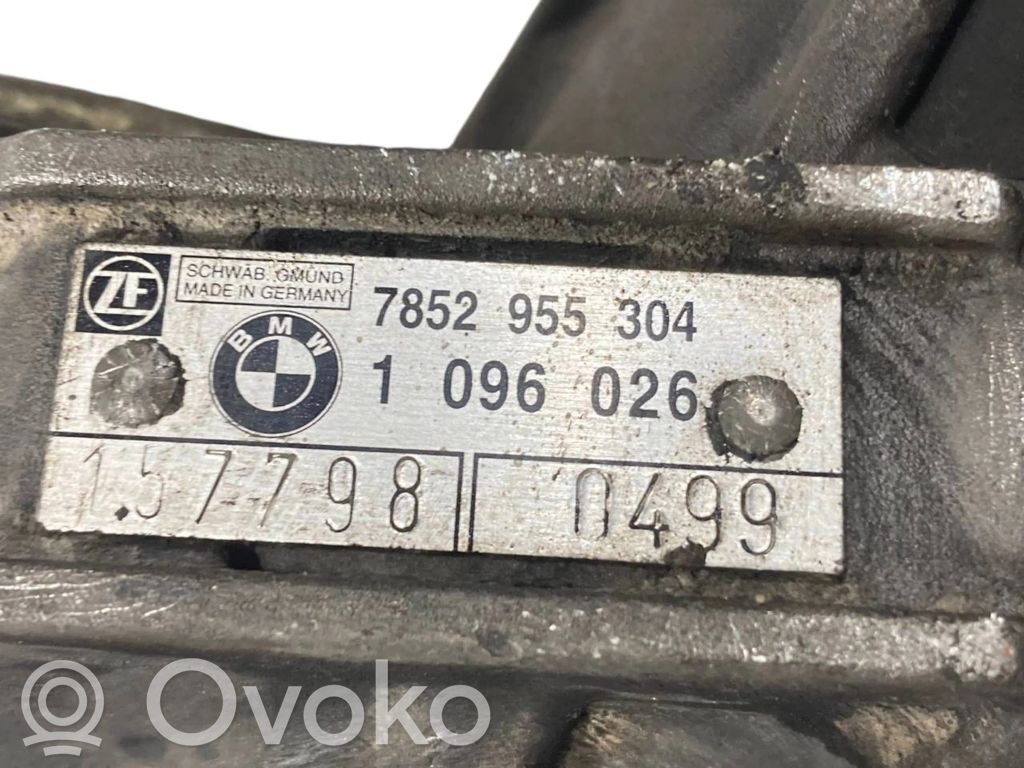 ZF
SCHWÄB. GMÜND
MADE IN GERMANY
7852 955 304
BMW
1 096 026
157798
0499
Ovoko